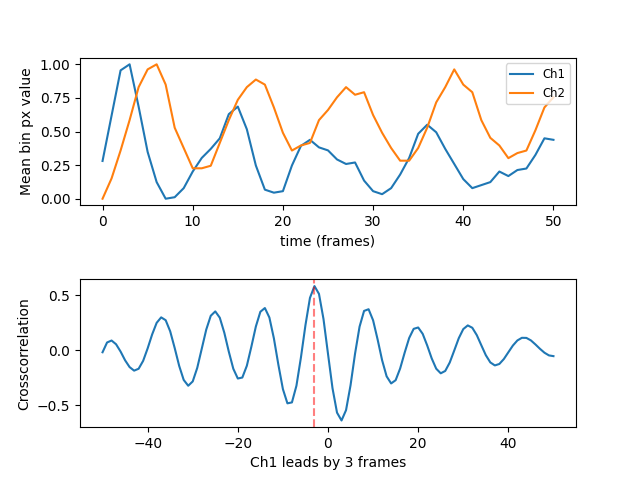 1.00
0.75
0.50
0.25
0.00
Mean bin px value
Ch1
Ch2
0 10 20 30 40 50
time (frames)
0.5
0.0
−0.5
Crosscorrelation
−40 −20 0 20 40
Ch1 leads by 3 frames